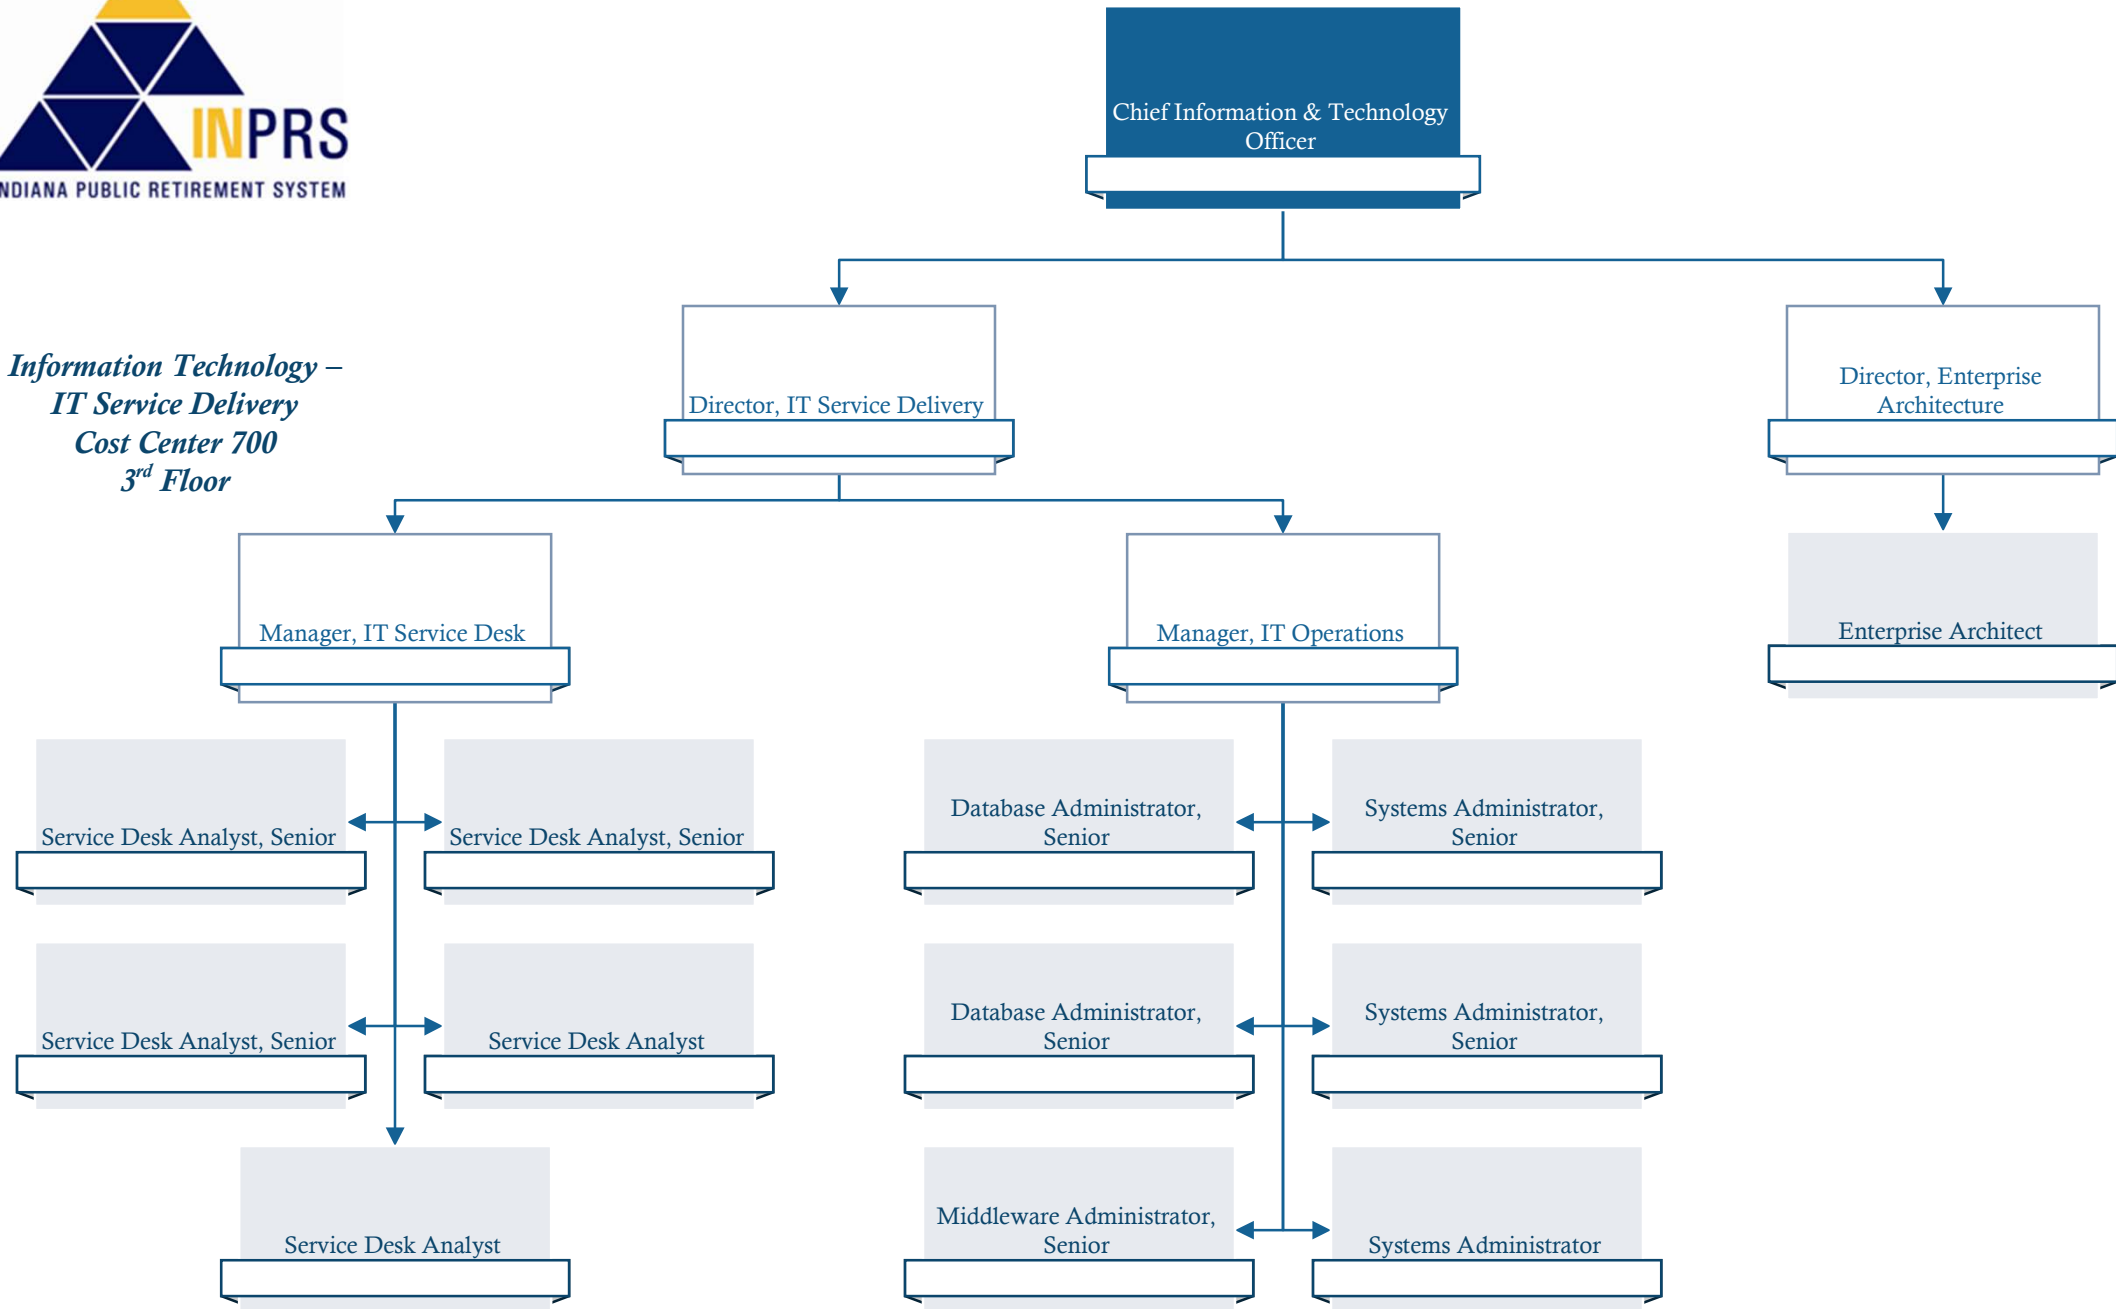 INPRS
NDIANA PUBLIC RETIREMENT SYSTEM
Chief Information & Technology
Officer
Information Technology –
IT Service Delivery
Cost Center 700
3rd Floor
Director, IT Service Delivery
Director, Enterprise
Architecture
Manager, IT Service Desk
Manager, IT Operations
Enterprise Architect
Service Desk Analyst, Senior
Service Desk Analyst, Senior
Database Administrator,
Senior
Systems Administrator,
Senior
Service Desk Analyst, Senior
Service Desk Analyst
Database Administrator,
Senior
Systems Administrator,
Senior
Service Desk Analyst
Middleware Administrator,
Senior
Systems Administrator